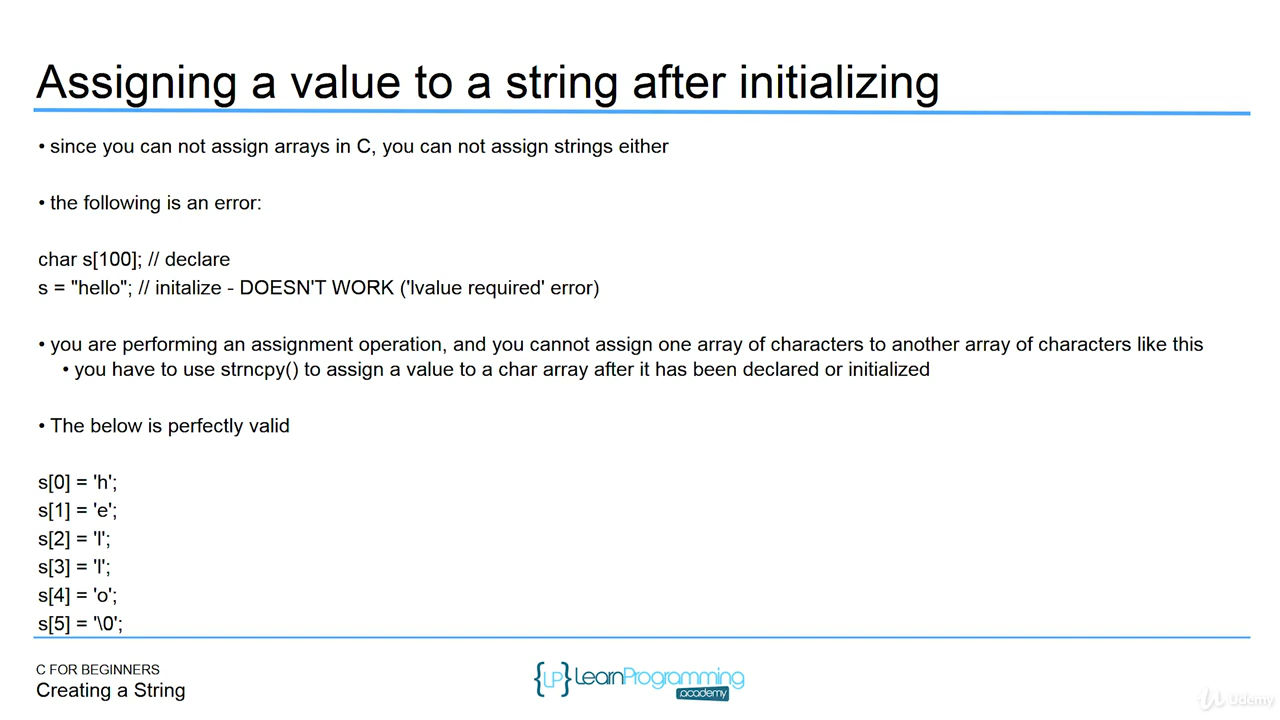 Assigning a value to a string after initializing
• since you can not assign arrays in C, you can not assign strings either
• the following is an error:
char s[100]; // declare
s = "hello"; // initalize - DOESN'T WORK ('lvalue required' error)
• you are performing an assignment operation, and you cannot assign one array of characters to another array of characters like this
• you have to use strncpy() to assign a value to a char array after it has been declared or initialized
• The below is perfectly valid
s[0] = 'h';
s[1] = 'e';
s[2] = 'l';
s[3] = 'l';
s[4] = 'o';
s[5] = '\0';
C FOR BEGINNERS
Creating a String
{LP} LearnProgramming
.academy
Udemy